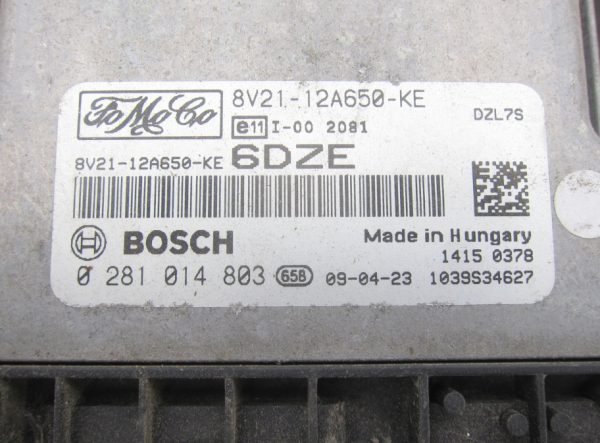 FoMoCo 8V21-12A650-KE DZL7S
e11 I-00 2081
8V21-12A650-KE 6DZE
BOSCH Made in Hungary
1415 0378
0 281 014 803 658 09-04-23 1039S34627